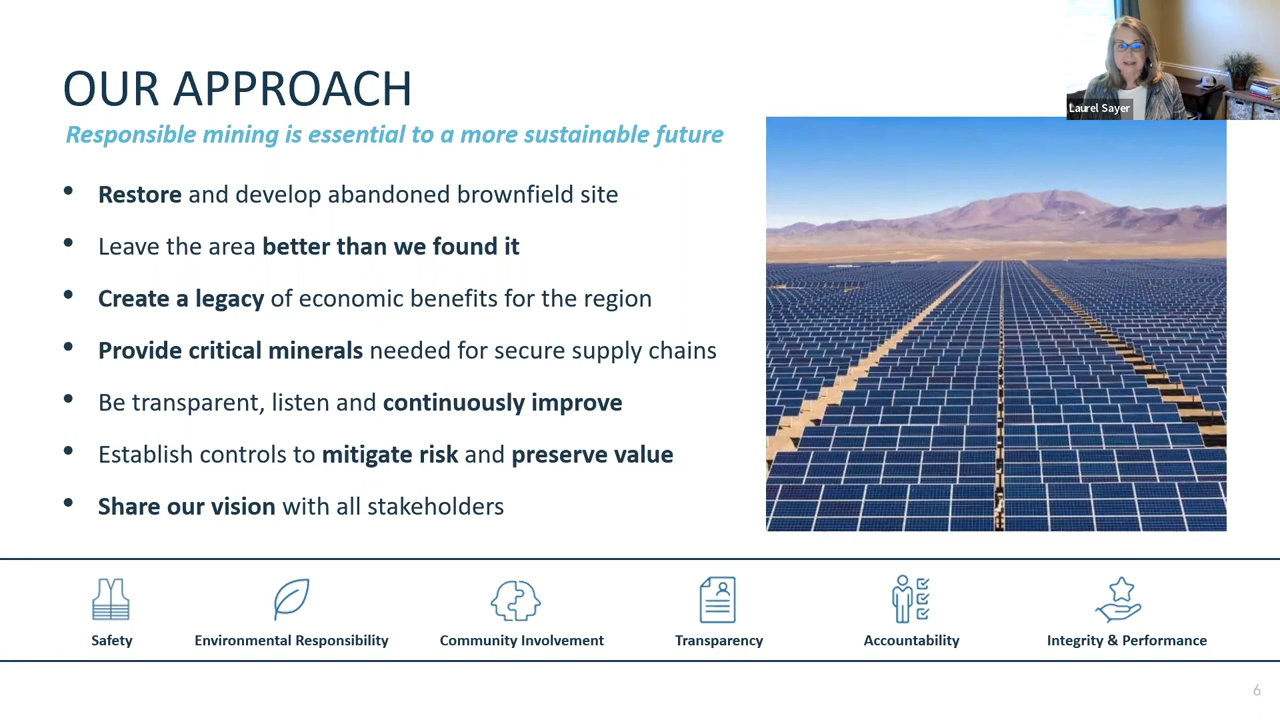 OUR APPROACH
Responsible mining is essential to a more sustainable future
• Restore and develop abandoned brownfield site
• Leave the area better than we found it
• Create a legacy of economic benefits for the region
• Provide critical minerals needed for secure supply chains
• Be transparent, listen and continuously improve
• Establish controls to mitigate risk and preserve value
• Share our vision with all stakeholders
Laurel Sayer
Safety
Environmental Responsibility
Community Involvement
Transparency
Accountability
Integrity & Performance
6